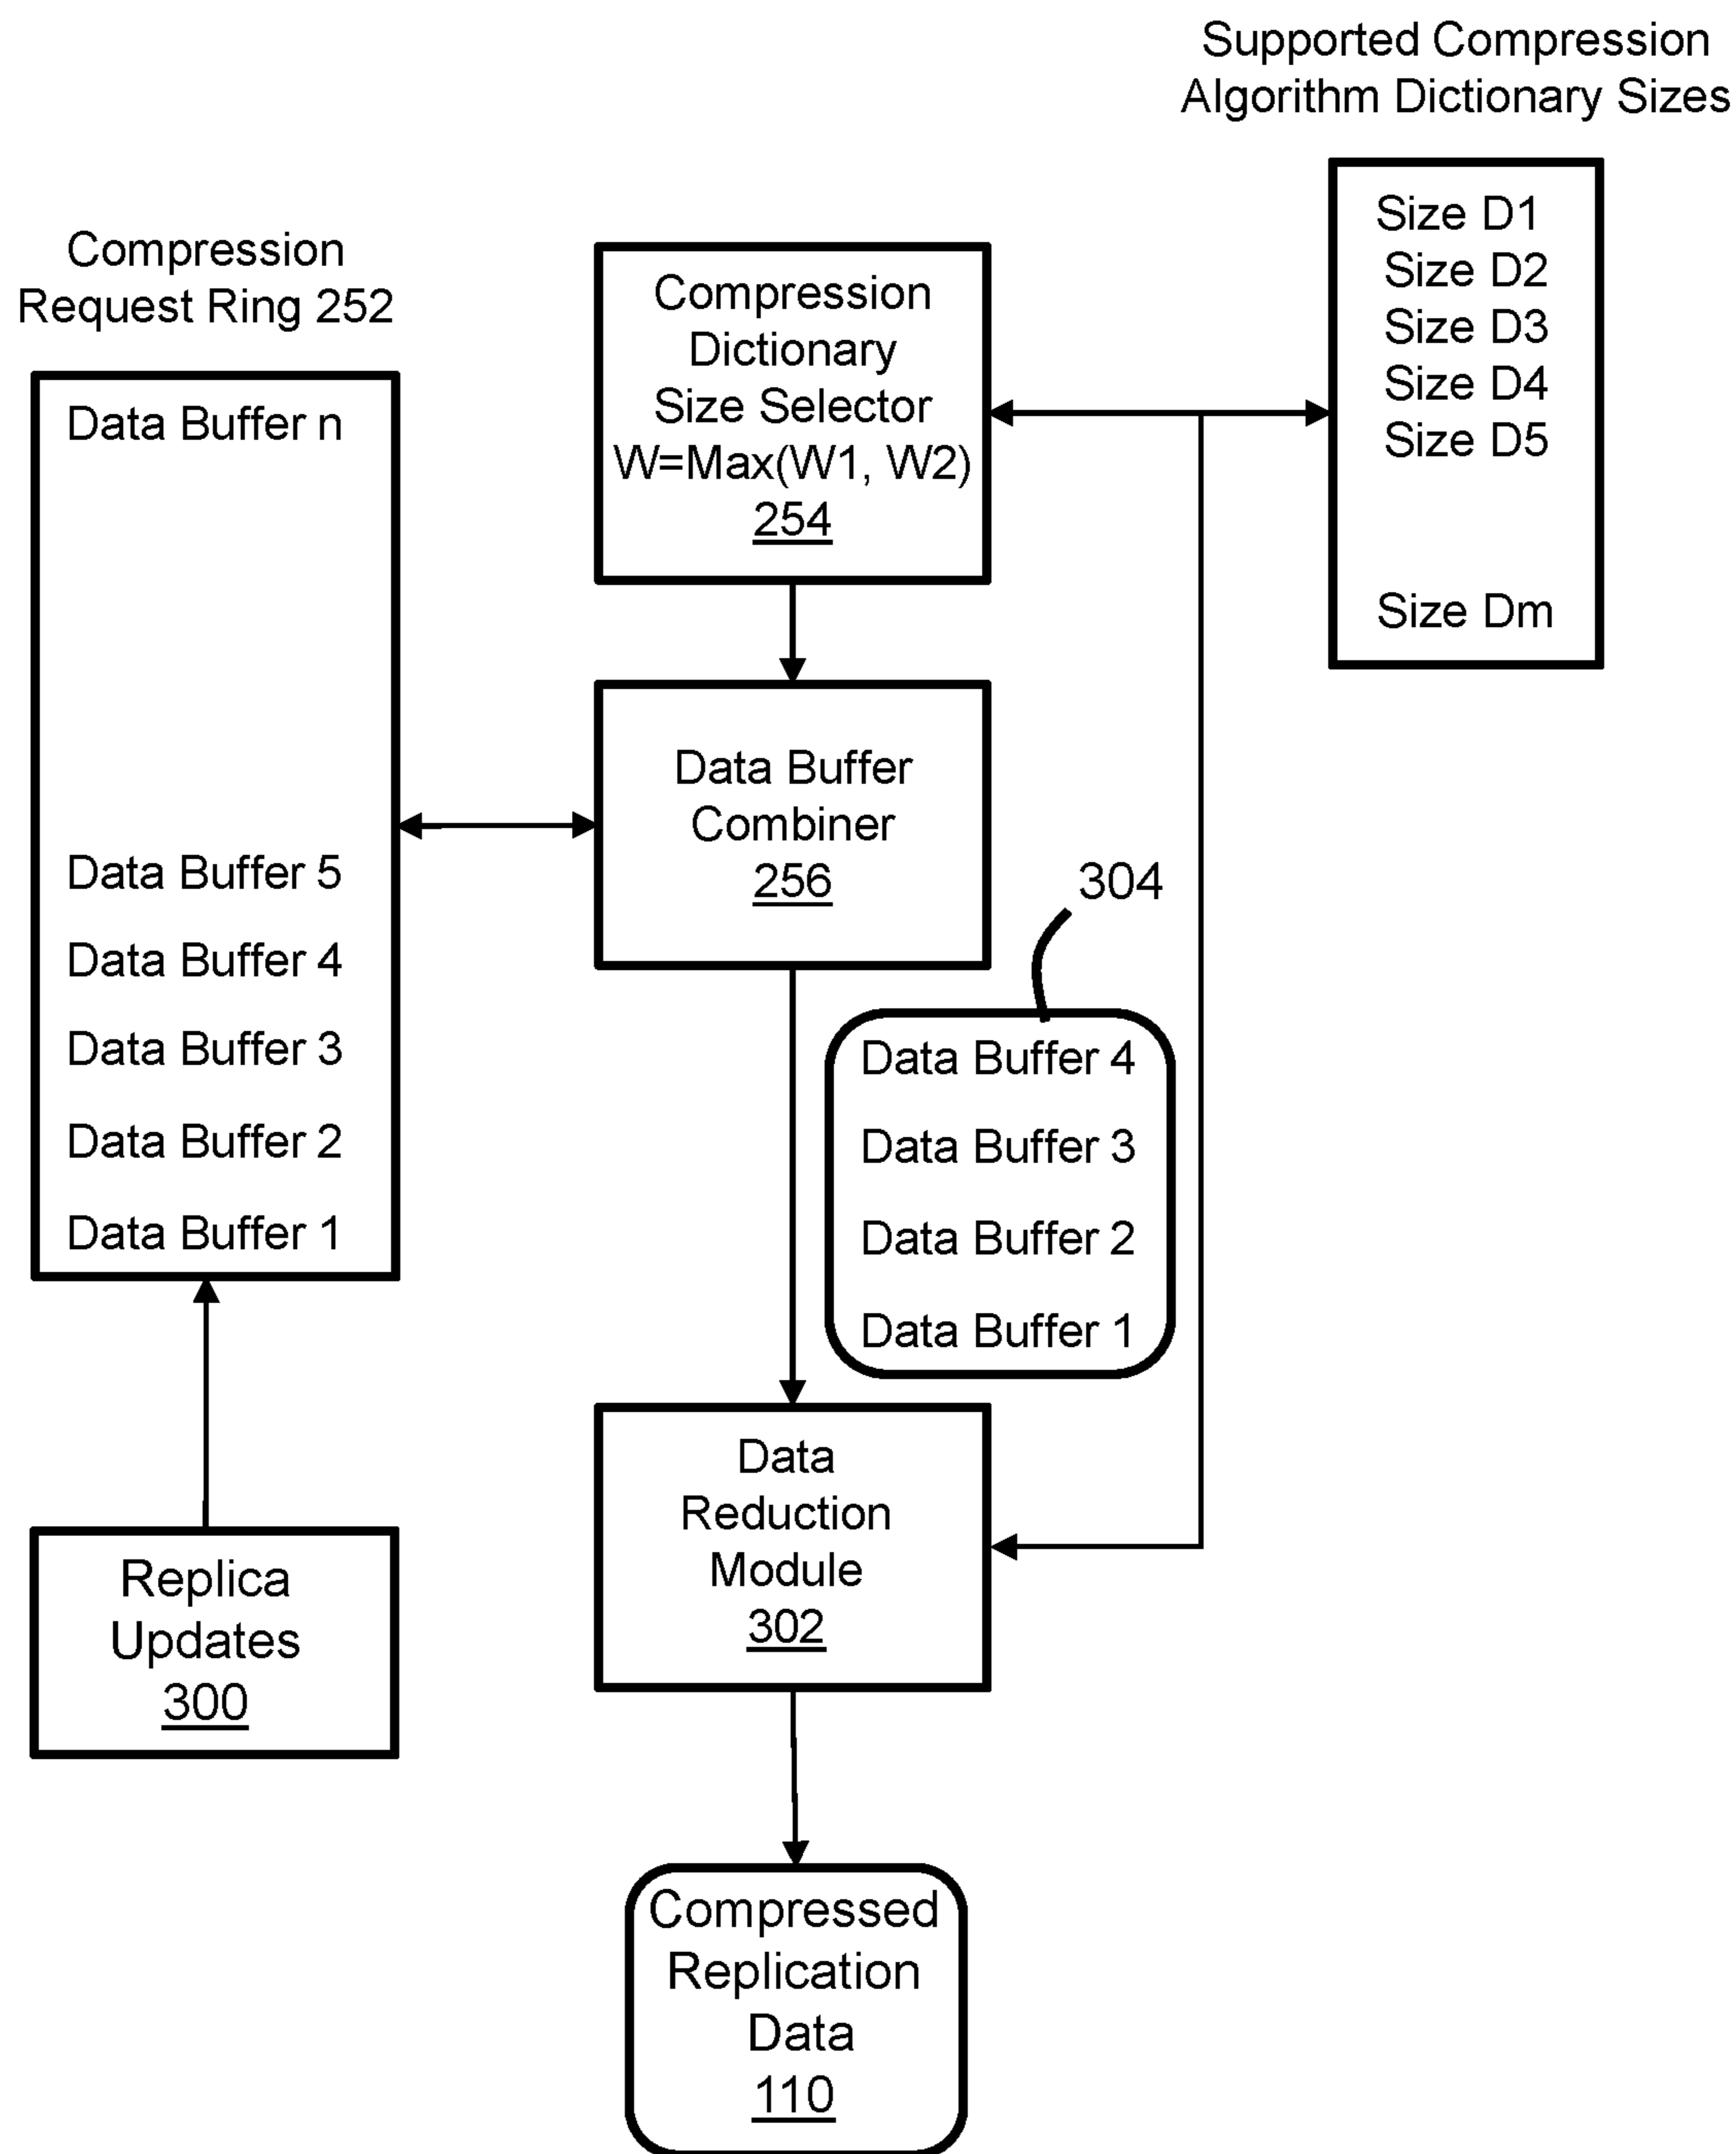 Supported Compression
Algorithm Dictionary Sizes
Size D1
Size D2
Size D3
Size D4
Size D5
Size Dm
Compression
Request Ring 252
Data Buffer n
Data Buffer 5
Data Buffer 4
Data Buffer 3
Data Buffer 2
Data Buffer 1
Compression
Dictionary
Size Selector
W=Max(W1, W2)
254
Data Buffer
Combiner
256
304
Data Buffer 4
Data Buffer 3
Data Buffer 2
Data Buffer 1
Data
Reduction
Module
302
Replica
Updates
300
Compressed
Replication
Data
110